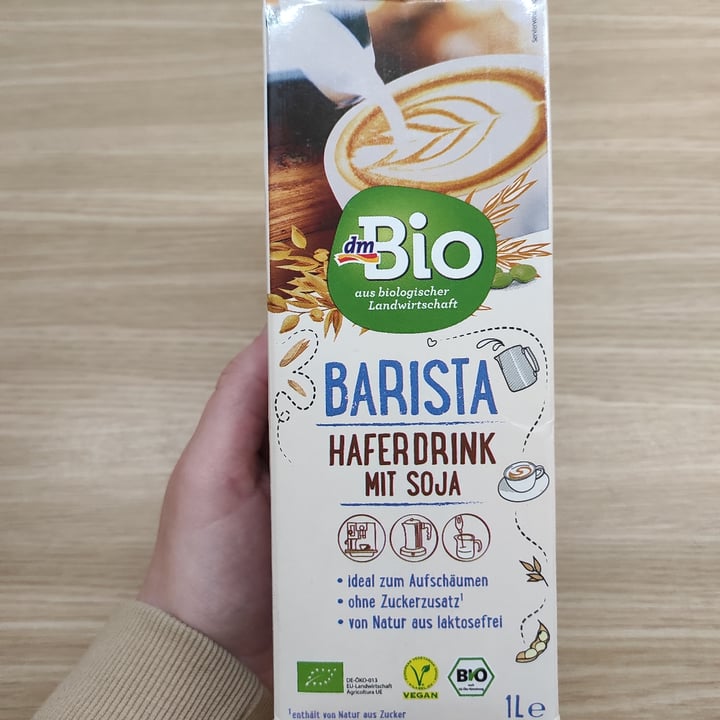 dm Bio
aus biologischer
Landwirtschaft
BARISTA
HAFERDRINK
MIT SOJA
• ideal zum Aufschäumen
• ohne Zuckerzusatz¹
• von Natur aus laktosefrei
DE-ÖKO-013
EU-Landwirtschaft
Agricultura UE
VEGAN
BIO
1L e
¹enthält von Natur aus Zucker